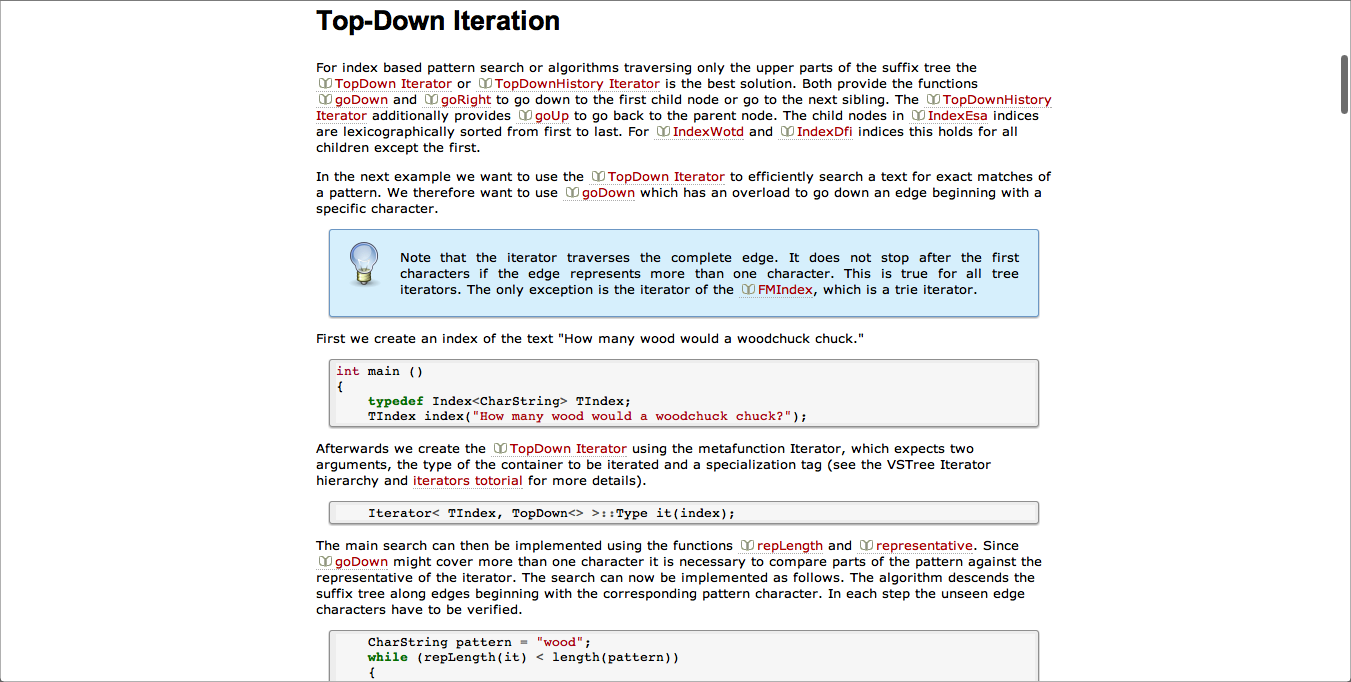 Top-Down Iteration
For index based pattern search or algorithms traversing only the upper parts of the suffix tree the
TopDown Iterator or TopDownHistory Iterator is the best solution. Both provide the functions
goDown and goRight to go down to the first child node or go to the next sibling. The TopDownHistory
Iterator additionally provides goUp to go back to the parent node. The child nodes in IndexEsa indices
are lexicographically sorted from first to last. For IndexWotd and IndexDfi indices this holds for all
children except the first.
In the next example we want to use the TopDown Iterator to efficiently search a text for exact matches of
a pattern. We therefore want to use goDown which has an overload to go down an edge beginning with a
specific character.
Note that the iterator traverses the complete edge. It does not stop after the first
characters if the edge represents more than one character. This is true for all tree
iterators. The only exception is the iterator of the FMIndex, which is a trie iterator.
First we create an index of the text "How many wood would a woodchuck chuck."
int main ()
{
typedef Index<CharString> TIndex;
TIndex index("How many wood would a woodchuck chuck?");
Afterwards we create the TopDown Iterator using the metafunction Iterator, which expects two
arguments, the type of the container to be iterated and a specialization tag (see the VSTree Iterator
hierarchy and iterators totorial for more details).
Iterator< TIndex, TopDown<> >::Type it(index);
The main search can then be implemented using the functions repLength and representative. Since
goDown might cover more than one character it is necessary to compare parts of the pattern against the
representative of the iterator. The search can now be implemented as follows. The algorithm descends the
suffix tree along edges beginning with the corresponding pattern character. In each step the unseen edge
characters have to be verified.
CharString pattern = "wood";
while (repLength(it) < length(pattern))
{